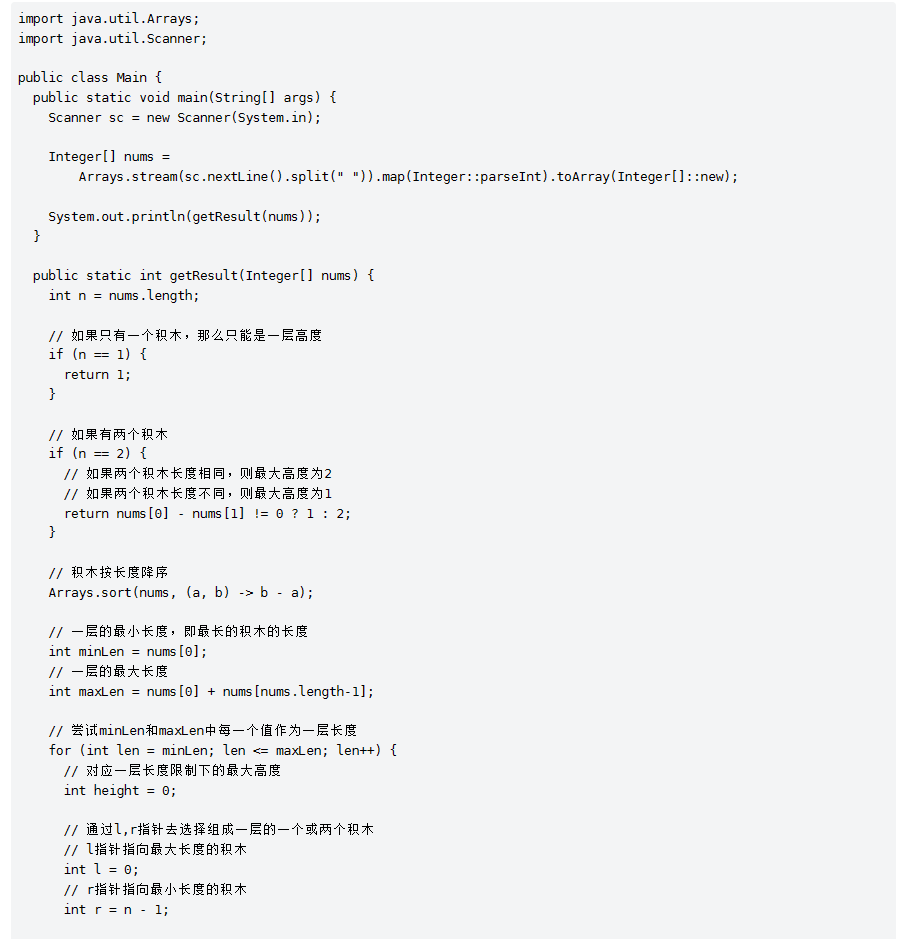 import java.util.Arrays;
import java.util.Scanner;

public class Main {
  public static void main(String[] args) {
    Scanner sc = new Scanner(System.in);

    Integer[] nums =
        Arrays.stream(sc.nextLine().split(" ")).map(Integer::parseInt).toArray(Integer[]::new);

    System.out.println(getResult(nums));
  }

  public static int getResult(Integer[] nums) {
    int n = nums.length;

    // 如果只有一个积木，那么只能是一层高度
    if (n == 1) {
      return 1;
    }

    // 如果有两个积木
    if (n == 2) {
      // 如果两个积木长度相同，则最大高度为2
      // 如果两个积木长度不同，则最大高度为1
      return nums[0] - nums[1] != 0 ? 1 : 2;
    }

    // 积木按长度降序
    Arrays.sort(nums, (a, b) -> b - a);

    // 一层的最小长度，即最长的积木的长度
    int minLen = nums[0];
    // 一层的最大长度
    int maxLen = nums[0] + nums[nums.length-1];

    // 尝试minLen和maxLen中每一个值作为一层长度
    for (int len = minLen; len <= maxLen; len++) {
      // 对应一层长度限制下的最大高度
      int height = 0;

      // 通过l,r指针去选择组成一层的一个或两个积木
      // l指针指向最大长度的积木
      int l = 0;
      // r指针指向最小长度的积木
      int r = n - 1;